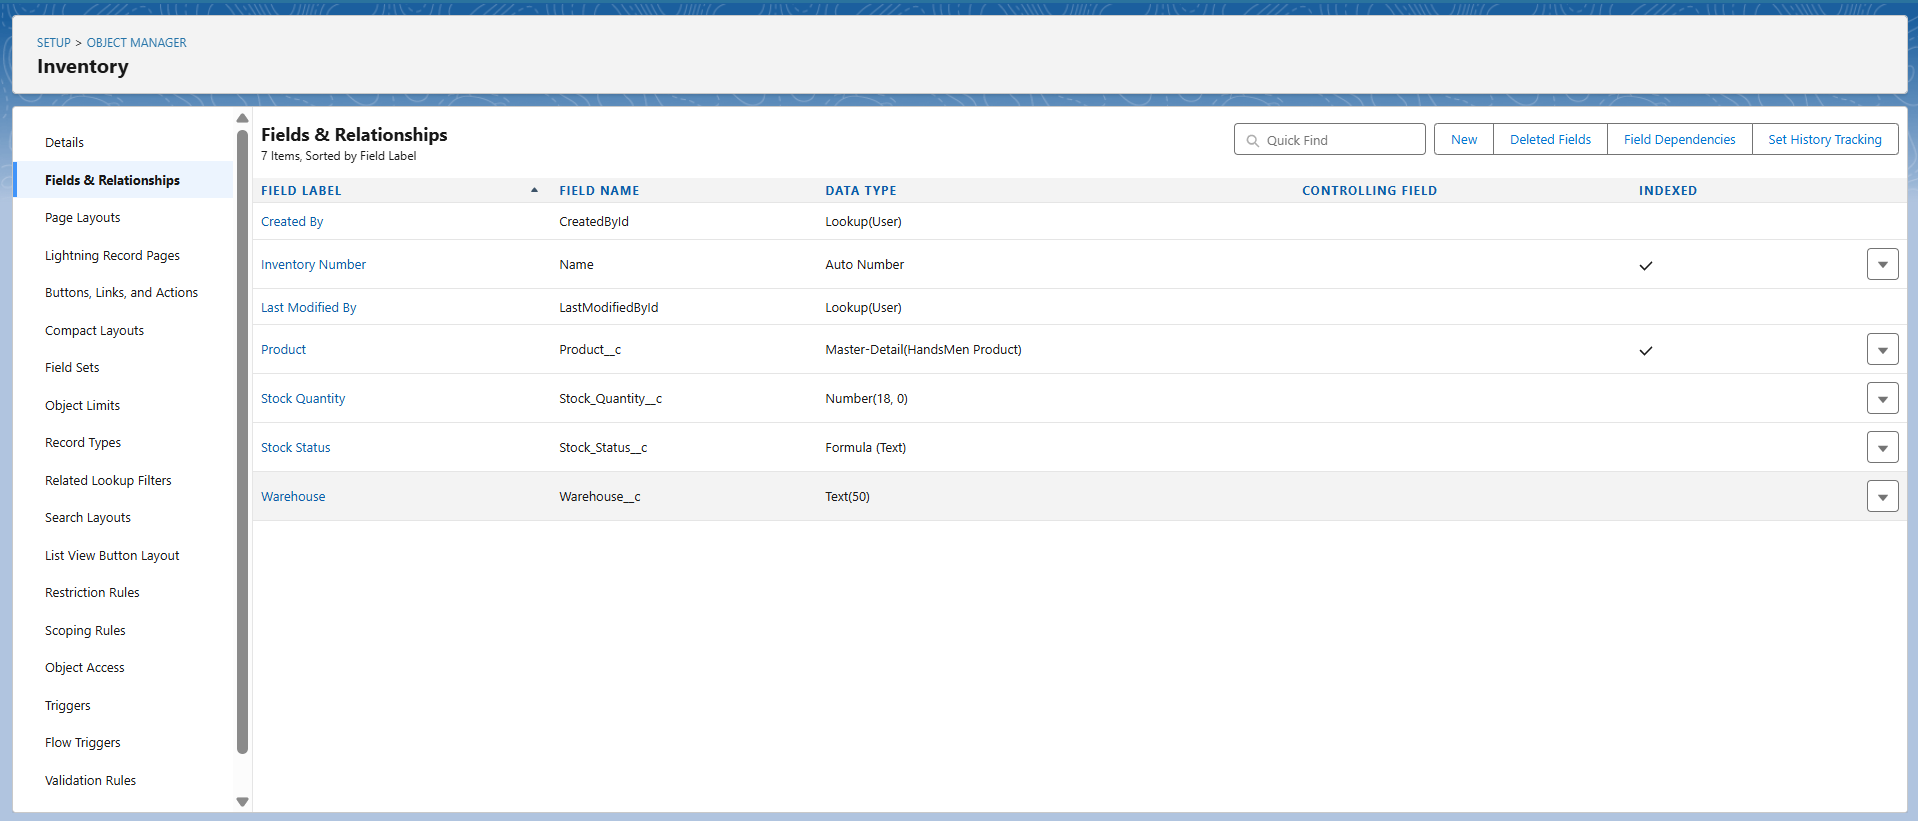 SETUP > OBJECT MANAGER
Inventory
Details
Fields & Relationships
Page Layouts
Lightning Record Pages
Buttons, Links, and Actions
Compact Layouts
Field Sets
Object Limits
Record Types
Related Lookup Filters
Search Layouts
List View Button Layout
Restriction Rules
Scoping Rules
Object Access
Triggers
Flow Triggers
Validation Rules
Fields & Relationships
7 Items, Sorted by Field Label
Quick Find
New
Deleted Fields
Field Dependencies
Set History Tracking
FIELD LABEL FIELD NAME DATA TYPE CONTROLLING FIELD INDEXED
Created By CreatedById Lookup(User)
Inventory Number Name Auto Number
Last Modified By LastModifiedById Lookup(User)
Product Product__c Master-Detail(HandsMen Product)
Stock Quantity Stock_Quantity__c Number(18, 0)
Stock Status Stock_Status__c Formula (Text)
Warehouse Warehouse__c Text(50)